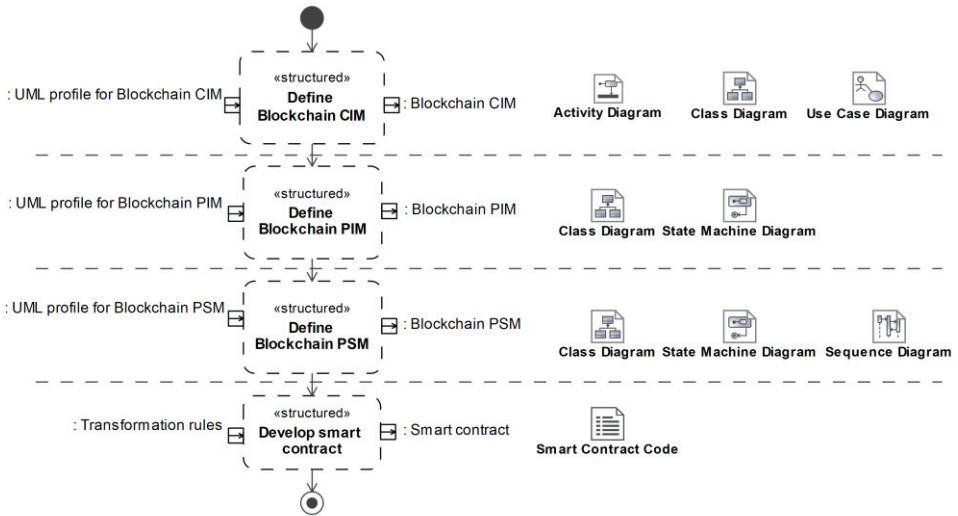 «structured»
: UML profile for Blockchain CIM
Define
Blockchain CIM
: Blockchain CIM
Activity Diagram
Class Diagram
Use Case Diagram
«structured»
: UML profile for Blockchain PIM
Define
Blockchain PIM
: Blockchain PIM
Class Diagram
State Machine Diagram
«structured»
: UML profile for Blockchain PSM
Define
Blockchain PSM
: Blockchain PSM
Class Diagram
State Machine Diagram
Sequence Diagram
«structured»
: Transformation rules
Develop smart
contract
: Smart contract
Smart Contract Code